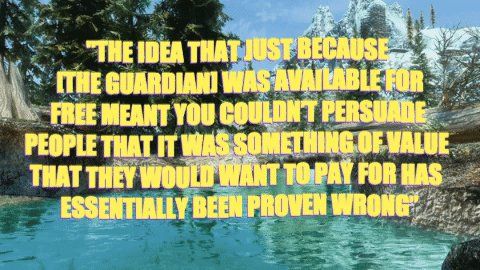 "THE IDEA THAT JUST BECAUSE
[THE GUARDIAN] WAS AVAILABLE FOR
FREE MEANT YOU COULDN'T PERSUADE
PEOPLE THAT IT WAS SOMETHING OF VALUE
THAT THEY WOULD WANT TO PAY FOR HAS
ESSENTIALLY BEEN PROVEN WRONG"